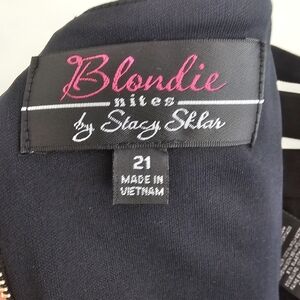 Blondie
nites
by Stacy Sklar
21
MADE IN
VIETNAM